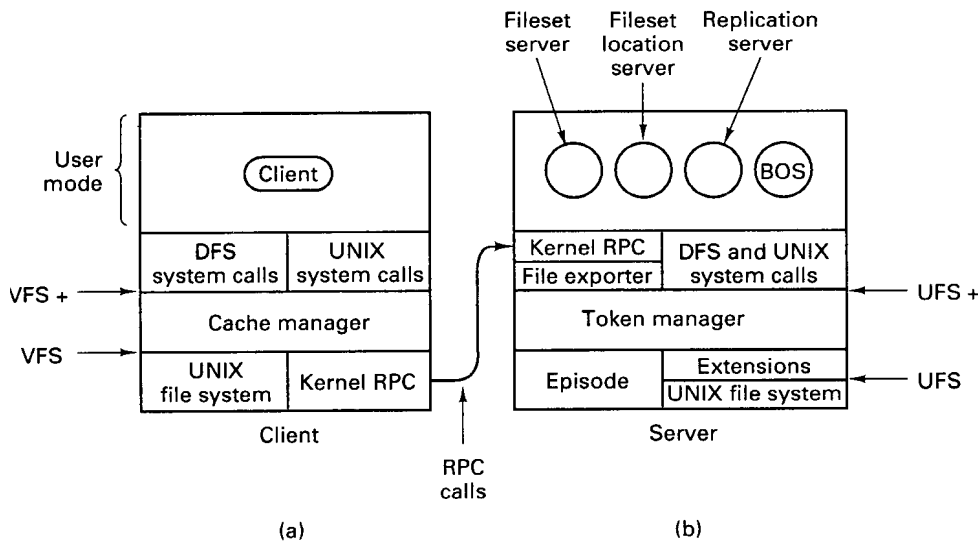 Fileset
server
Fileset
location
server
Replication
server
User
mode
Client
BOS
DFS
system calls
UNIX
system calls
Kernel RPC
File exporter
DFS and UNIX
system calls
VFS +
UFS +
Cache manager
Token manager
VFS
UNIX
file system
Kernel RPC
Episode
Extensions
UNIX file system
UFS
Client
Server
RPC
calls
(a)
(b)